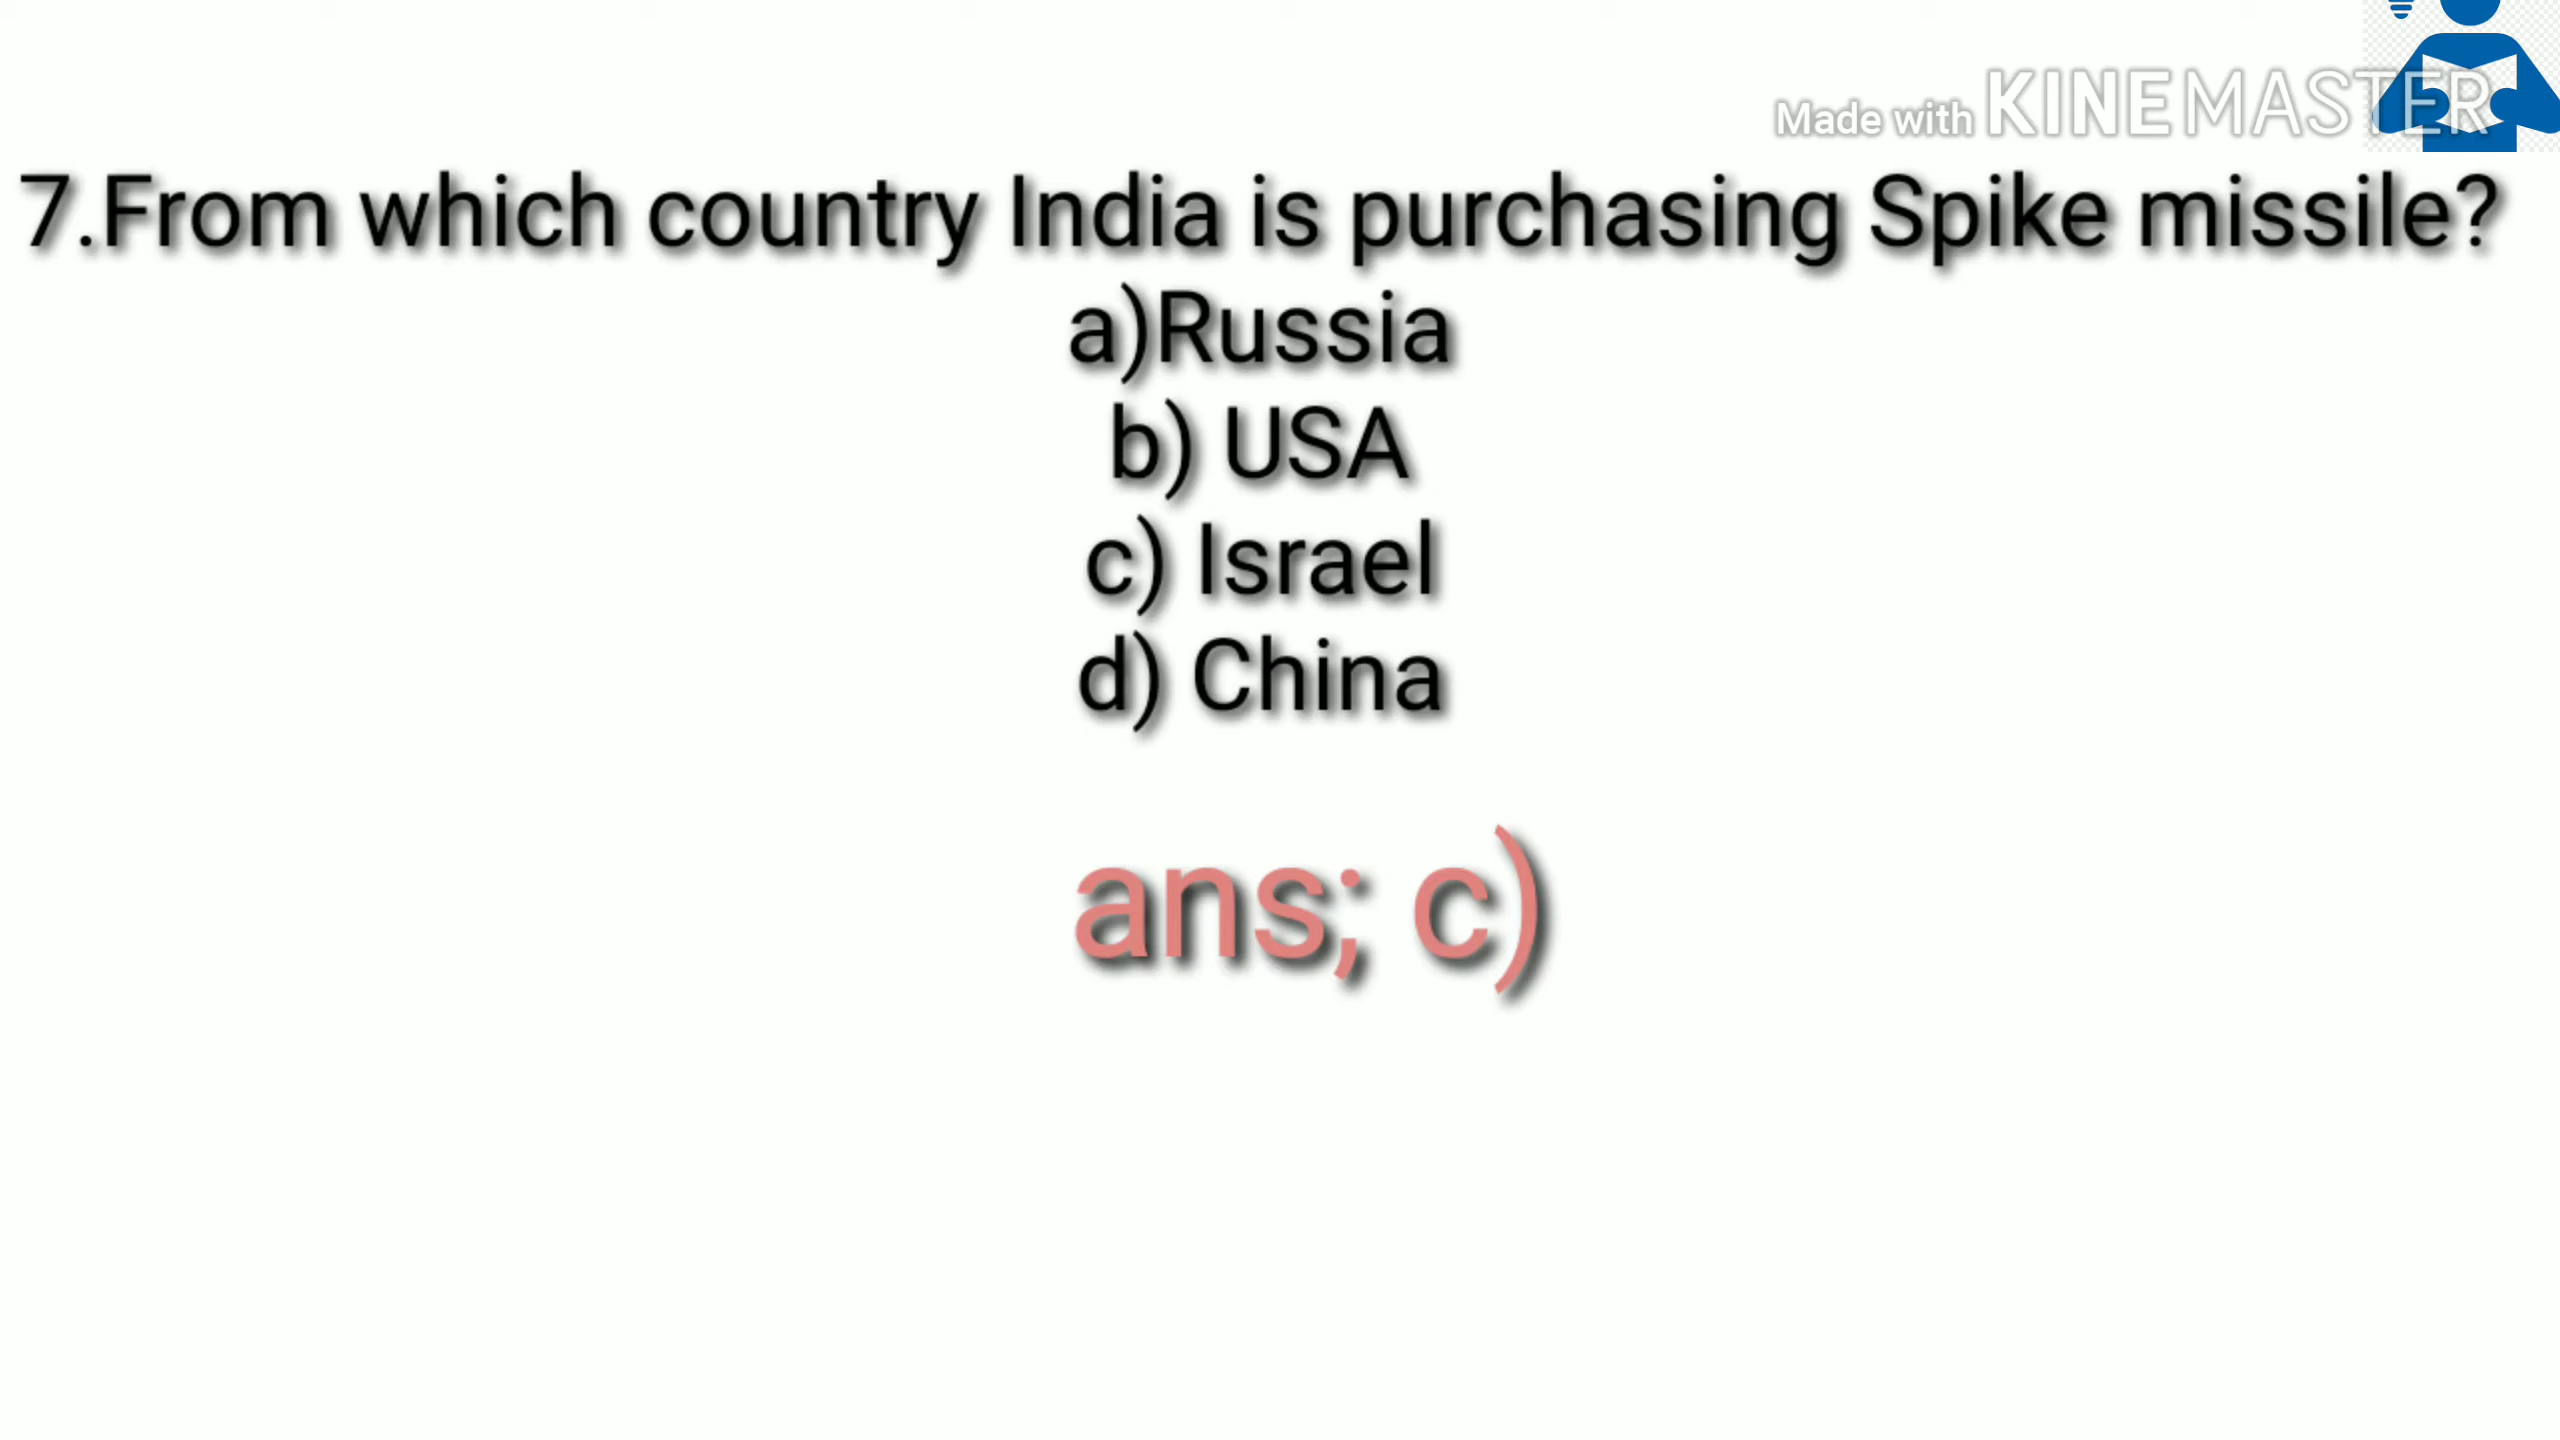 Made with KINEMASTER
7.From which country India is purchasing Spike missile?
a)Russia
b) USA
c) Israel
d) China
ans; c)